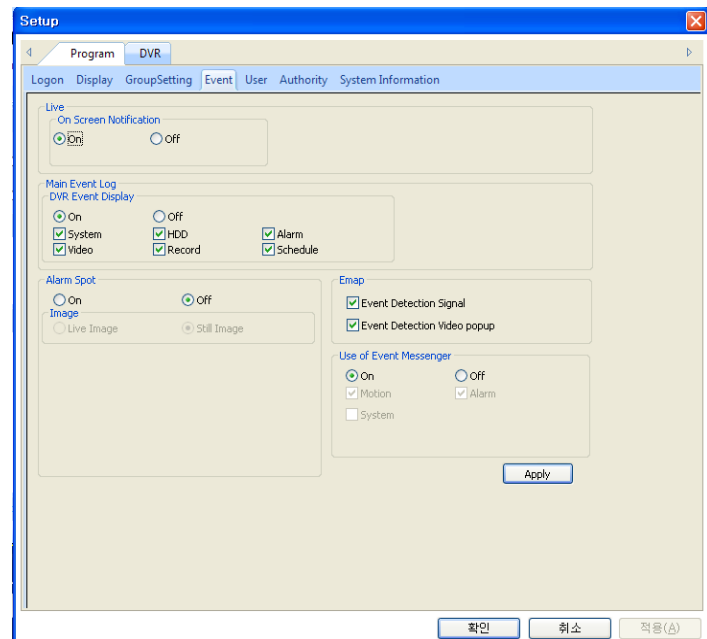 Setup
Program DVR
Logon Display GroupSetting Event User Authority System Information
Live
On Screen Notification
On Off
Main Event Log
DVR Event Display
On Off
System HDD Alarm
Video Record Schedule
Alarm Spot
On Off
Image
Live Image Still Image
Emap
Event Detection Signal
Event Detection Video popup
Use of Event Messenger
On Off
Motion Alarm
System
Apply
확인 취소 적용(A)